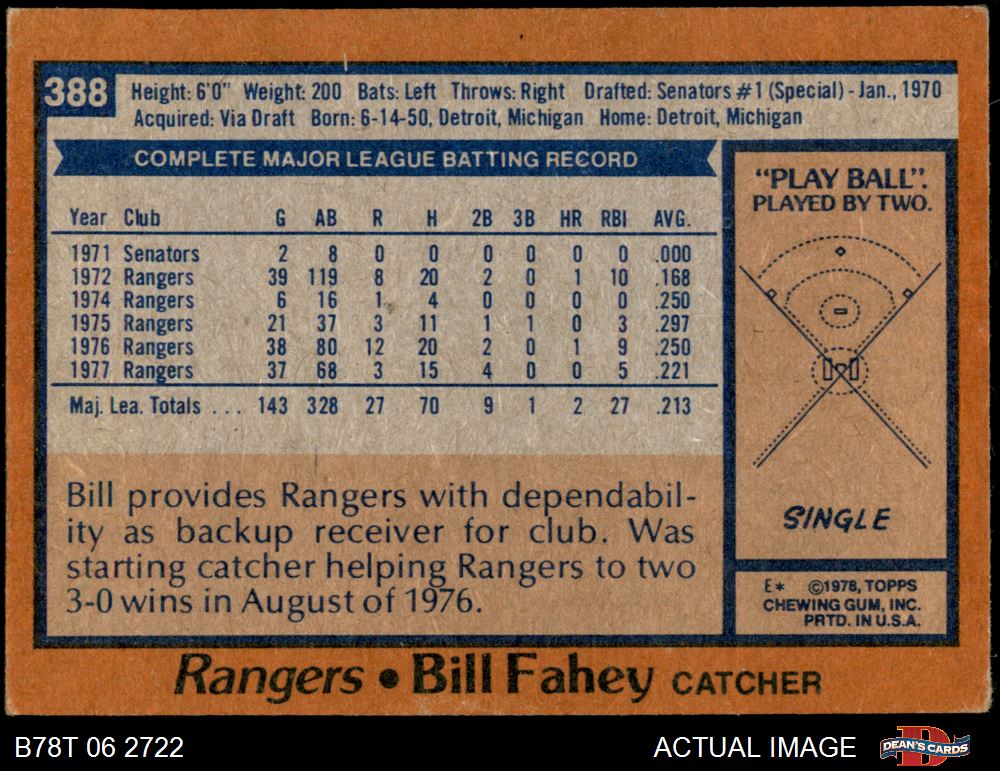 388
Height: 6'0" Weight: 200 Bats: Left Throws: Right Drafted: Senators #1 (Special) - Jan., 1970
Acquired: Via Draft Born: 6-14-50, Detroit, Michigan Home: Detroit, Michigan
COMPLETE MAJOR LEAGUE BATTING RECORD
Year Club G AB R H 2B 3B HR RBI AVG.
1971 Senators 2 8 0 0 0 0 0 0 .000
1972 Rangers 39 119 8 20 2 0 1 10 .168
1974 Rangers 6 16 1 4 0 0 0 0 .250
1975 Rangers 21 37 3 11 1 1 0 3 .297
1976 Rangers 38 80 12 20 2 0 1 9 .250
1977 Rangers 37 68 3 15 4 0 0 5 .221
Maj. Lea. Totals ... 143 328 27 70 9 1 2 27 .213
Bill provides Rangers with dependabil-
ity as backup receiver for club. Was
starting catcher helping Rangers to two
3-0 wins in August of 1976.
"PLAY BALL".
PLAYED BY TWO.
SINGLE
E* ©1978, TOPPS
CHEWING GUM, INC.
PRTD. IN U.S.A.
Rangers • Bill Fahey CATCHER
B78T 06 2722
ACTUAL IMAGE
D
DEAN'S CARDS